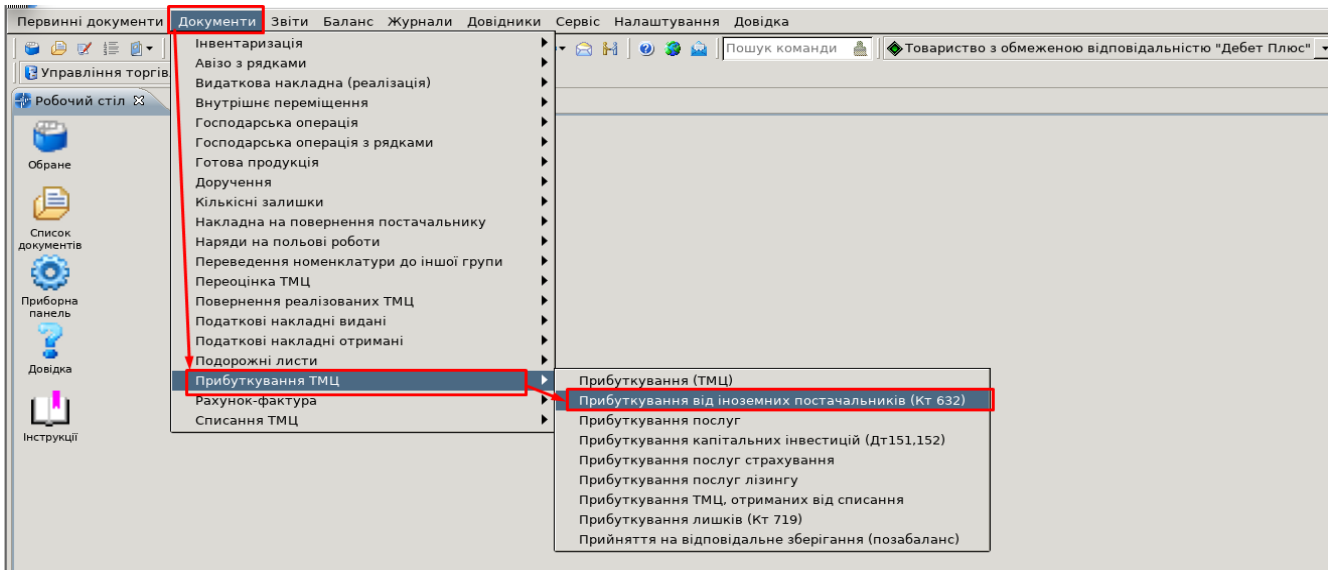 Первинні документи Документи Звіти Баланс Журнали Довідники Сервіс Налаштування Довідка
Пошук команди Товариство з обмеженою відповідальністю "Дебет Плюс"
Управління торгів
Робочий стіл
Обране
Список
документів
Приборна
панель
Довідка
Інструкції
Інвентаризація
Авізо з рядками
Видаткова накладна (реалізація)
Внутрішнє переміщення
Господарська операція
Господарська операція з рядками
Готова продукція
Доручення
Кількісні залишки
Накладна на повернення постачальнику
Наряди на польові роботи
Переведення номенклатури до іншої групи
Переоцінка ТМЦ
Повернення реалізованих ТМЦ
Податкові накладні видані
Податкові накладні отримані
Подорожні листи
Прибуткування ТМЦ
Рахунок-фактура
Списання ТМЦ
Прибуткування (ТМЦ)
Прибуткування від іноземних постачальників (Кт 632)
Прибуткування послуг
Прибуткування капітальних інвестицій (Дт151,152)
Прибуткування послуг страхування
Прибуткування послуг лізингу
Прибуткування ТМЦ, отриманих від списання
Прибуткування лишків (Кт 719)
Прийняття на відповідальне зберігання (позабаланс)